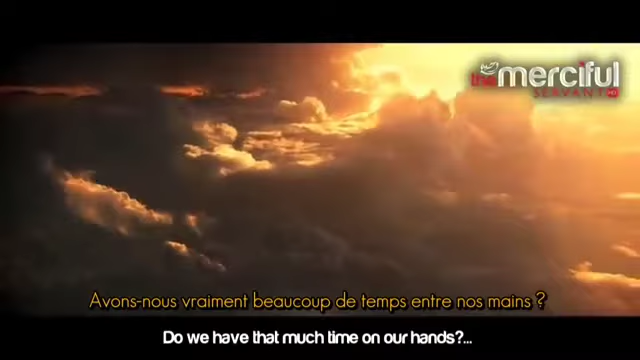 the merciful
SERVANT HD
Avons-nous vraiment beaucoup de temps entre nos mains ?
Do we have that much time on our hands?...